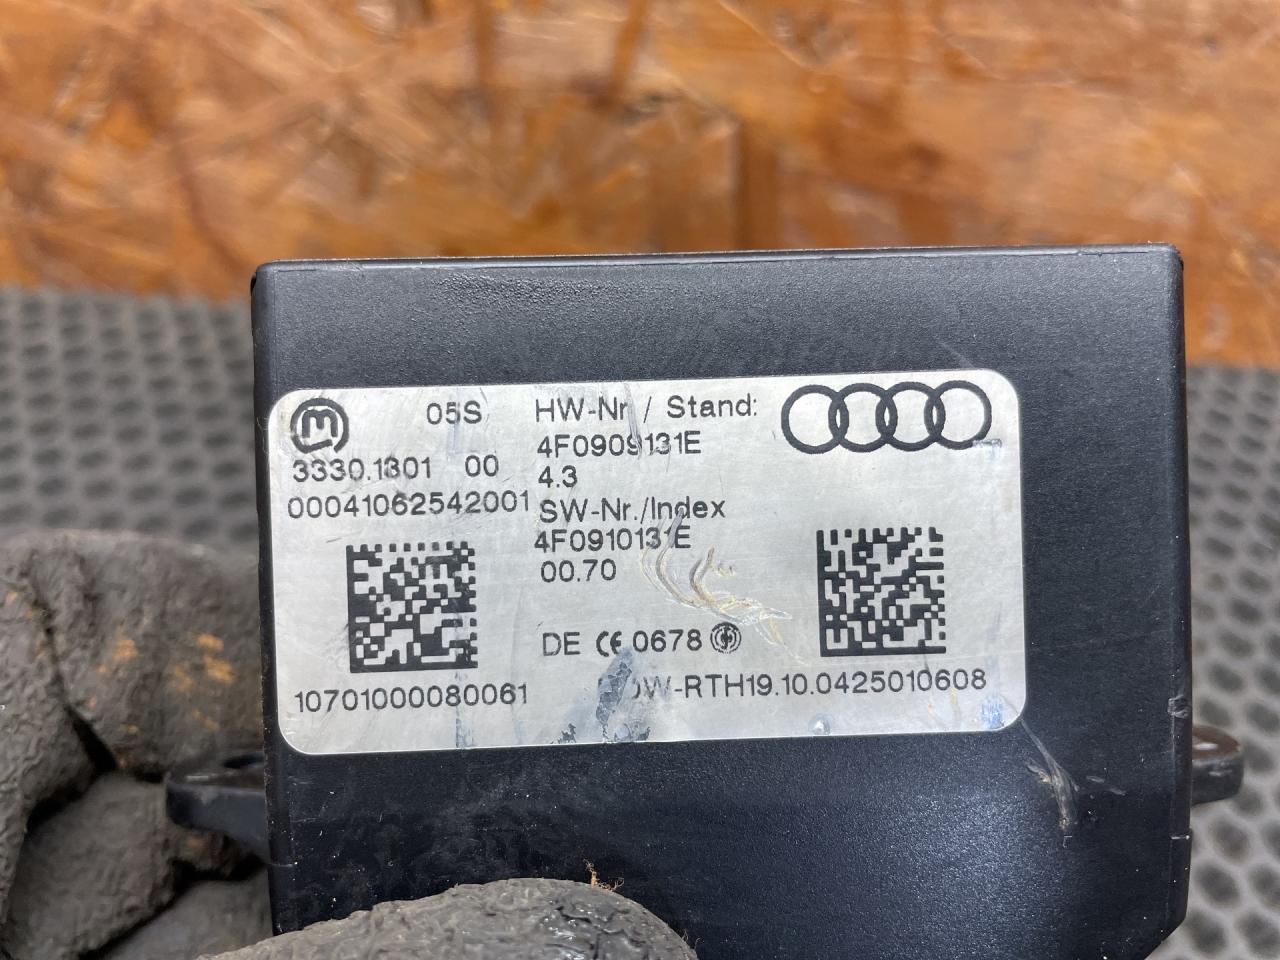 05S
3330.1301 00
00041062542001
10701000080061
HW-Nr / Stand:
4F0909131E
4.3
SW-Nr./Index
4F0910131E
00.70
DE CE 0678
W-RTH19.10.0425010608